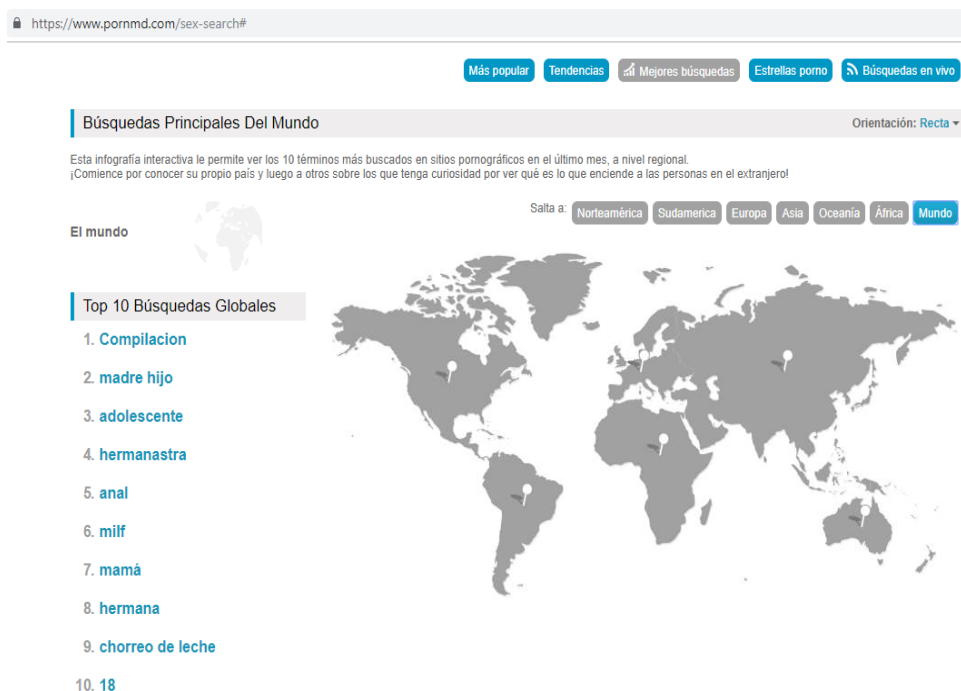 https://www.pornmd.com/sex-search#
Más popular Tendencias Mejores búsquedas Estrellas porno Búsquedas en vivo
Búsquedas Principales Del Mundo Orientación: Recta
Esta infografía interactiva le permite ver los 10 términos más buscados en sitios pornográficos en el último mes, a nivel regional.
¡Comience por conocer su propio país y luego a otros sobre los que tenga curiosidad por ver qué es lo que enciende a las personas en el extranjero!
Salta a: Norteamérica Sudamerica Europa Asia Oceanía África Mundo
El mundo
Top 10 Búsquedas Globales
1. Compilacion
2. madre hijo
3. adolescente
4. hermanastra
5. anal
6. milf
7. mamá
8. hermana
9. chorreo de leche
10. 18